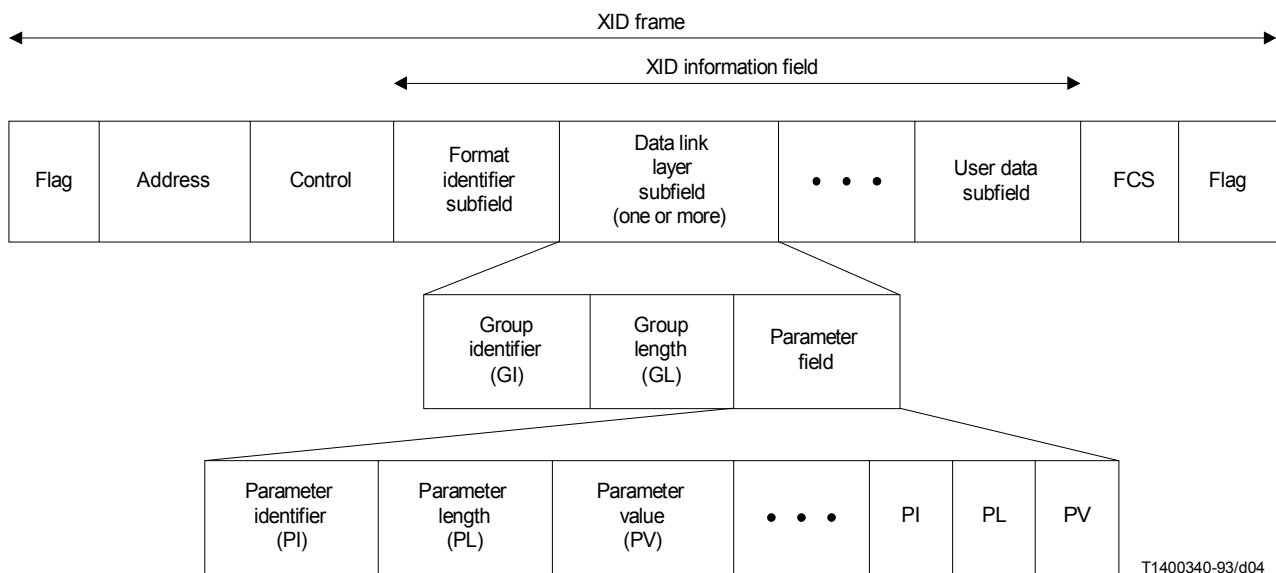 XID frame
XID information field
Flag
Address
Control
Format
identifier
subfield
Data link
layer
subfield
(one or more)
• • •
User data
subfield
FCS
Flag
Group
identifier
(GI)
Group
length
(GL)
Parameter
field
Parameter
identifier
(PI)
Parameter
length
(PL)
Parameter
value
(PV)
• • •
PI
PL
PV
T1400340-93/d04